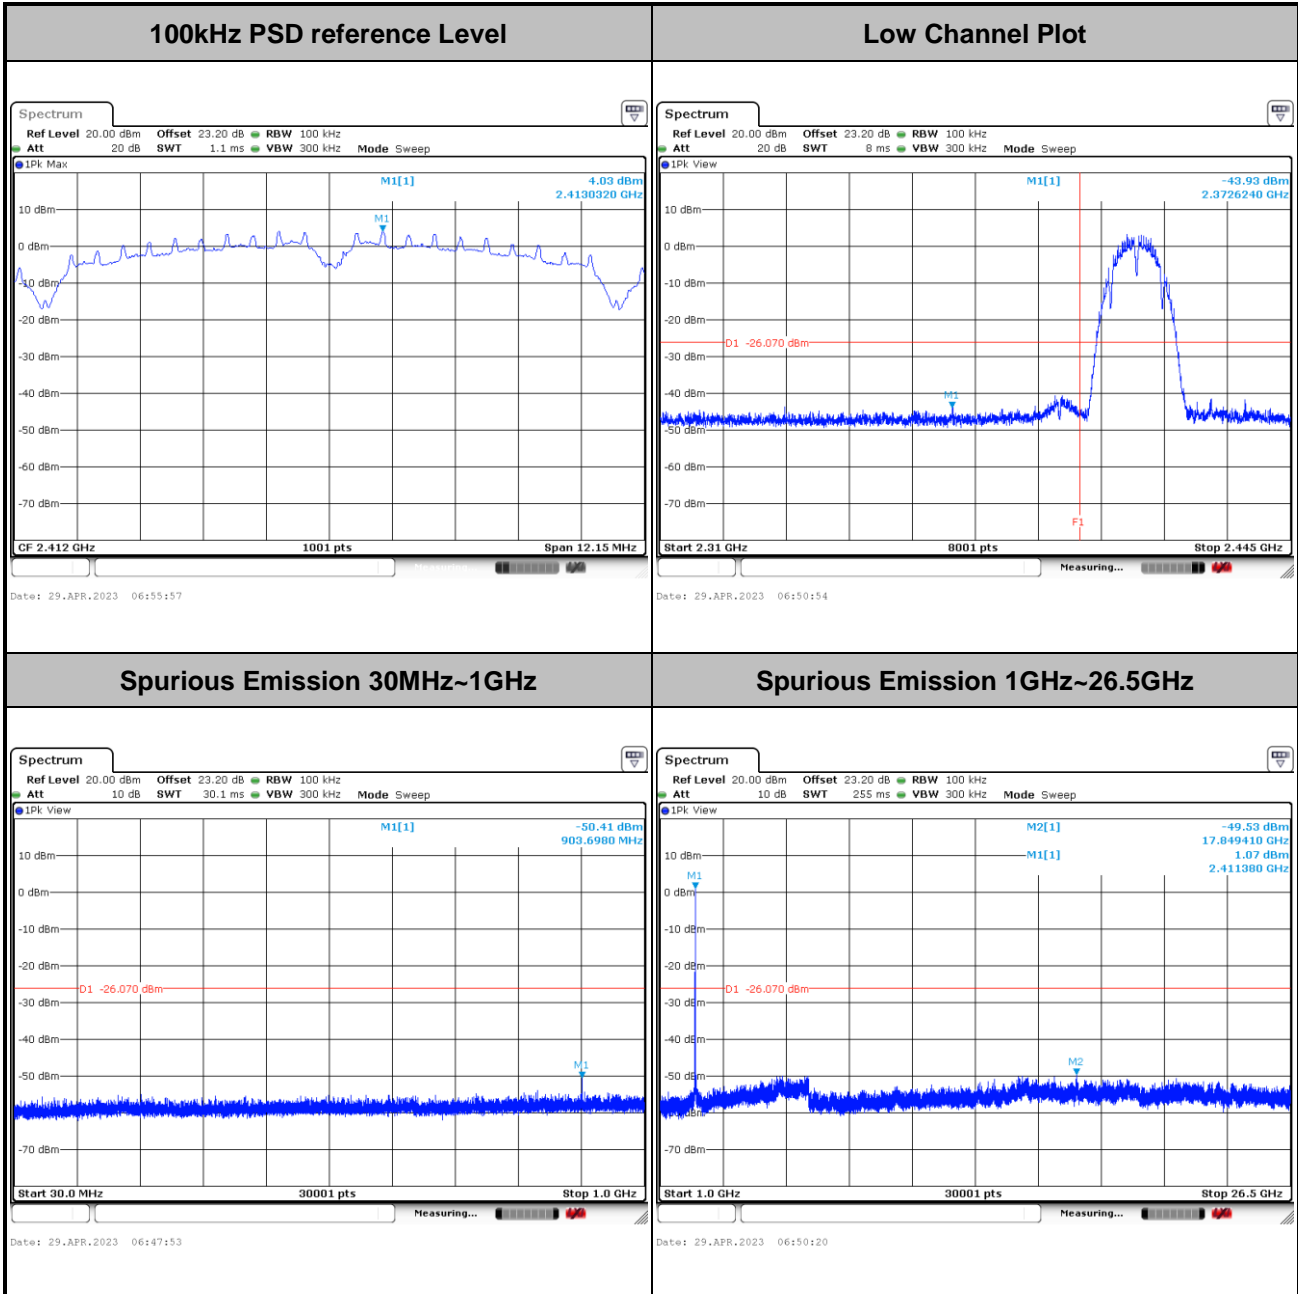 100kHz PSD reference Level
Low Channel Plot
Spectrum
Ref Level 20.00 dBm Offset 23.20 dB RBW 100 kHz
Att 20 dB SWT 1.1 ms VBW 300 kHz Mode Sweep
1Pk Max
M1[1] 4.03 dBm
2.4130320 GHz
M1
10 dBm
0 dBm
-10 dBm
-20 dBm
-30 dBm
-40 dBm
-50 dBm
-60 dBm
-70 dBm
CF 2.412 GHz 1001 pts Span 12.15 MHz
Measuring...
Date: 29.APR.2023 06:55:57
Spectrum
Ref Level 20.00 dBm Offset 23.20 dB RBW 100 kHz
Att 20 dB SWT 8 ms VBW 300 kHz Mode Sweep
1Pk View
M1[1] -43.93 dBm
2.3726240 GHz
10 dBm
0 dBm
-10 dBm
-20 dBm
D1 -26.070 dBm
-30 dBm
-40 dBm
M1
-50 dBm
-60 dBm
-70 dBm
F1
Start 2.31 GHz 8001 pts Stop 2.445 GHz
Measuring...
Date: 29.APR.2023 06:50:54
Spurious Emission 30MHz~1GHz
Spurious Emission 1GHz~26.5GHz
Spectrum
Ref Level 20.00 dBm Offset 23.20 dB RBW 100 kHz
Att 10 dB SWT 30.1 ms VBW 300 kHz Mode Sweep
1Pk View
M1[1] -50.41 dBm
903.6980 MHz
10 dBm
0 dBm
-10 dBm
-20 dBm
D1 -26.070 dBm
-30 dBm
-40 dBm
M1
-50 dBm
-70 dBm
Start 30.0 MHz 30001 pts Stop 1.0 GHz
Measuring...
Date: 29.APR.2023 06:47:53
Spectrum
Ref Level 20.00 dBm Offset 23.20 dB RBW 100 kHz
Att 10 dB SWT 255 ms VBW 300 kHz Mode Sweep
1Pk View
M2[1] -49.53 dBm
17.849410 GHz
10 dBm
M1[1] 1.07 dBm
2.411380 GHz
M1
0 dBm
-10 dBm
-20 dBm
D1 -26.070 dBm
-30 dBm
-40 dBm
M2
-50 dBm
dBm
-70 dBm
Start 1.0 GHz 30001 pts Stop 26.5 GHz
Measuring...
Date: 29.APR.2023 06:50:20